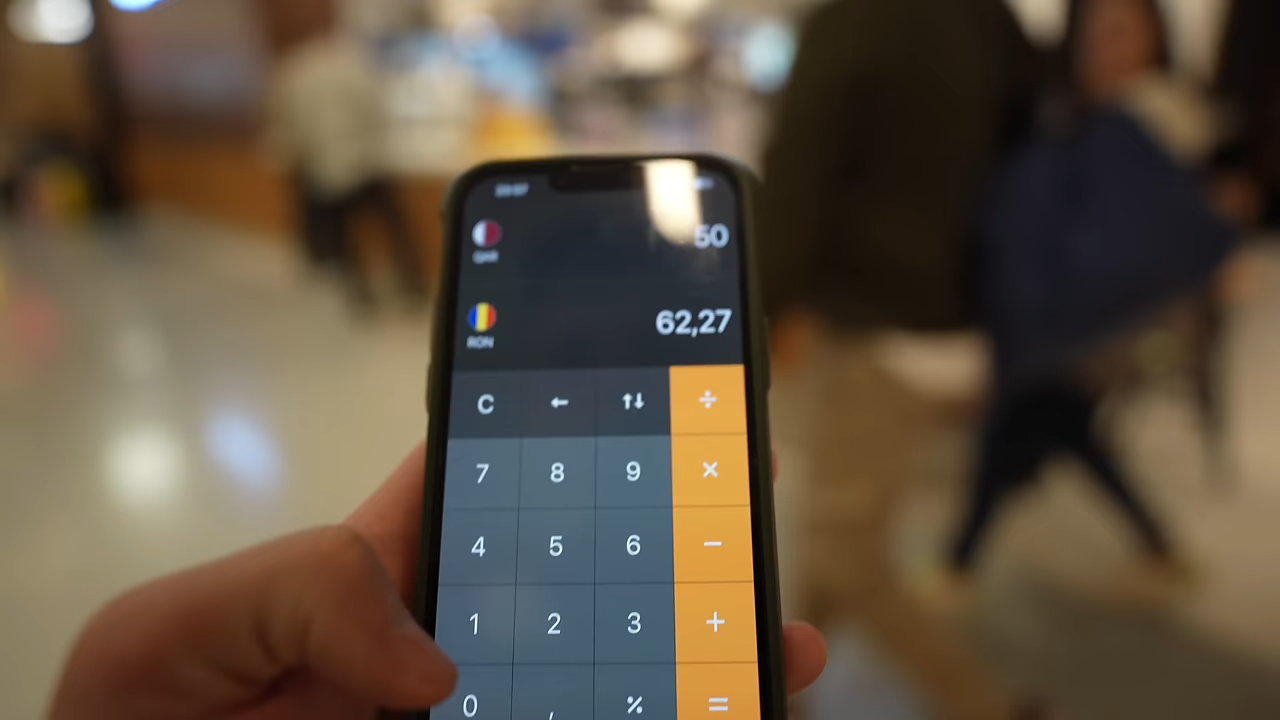 50
QAR
62,27
RON
C ← ↑↓ ÷
7 8 9 ×
4 5 6 −
1 2 3 +
0 , % =